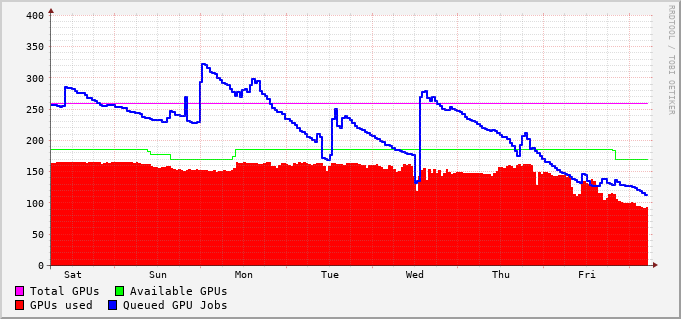 400
350
300
250
200
150
100
50
0
Sat Sun Mon Tue Wed Thu Fri
Total GPUs Available GPUs
GPUs used Queued GPU Jobs
RRDTOOL / TOBI OETIKER